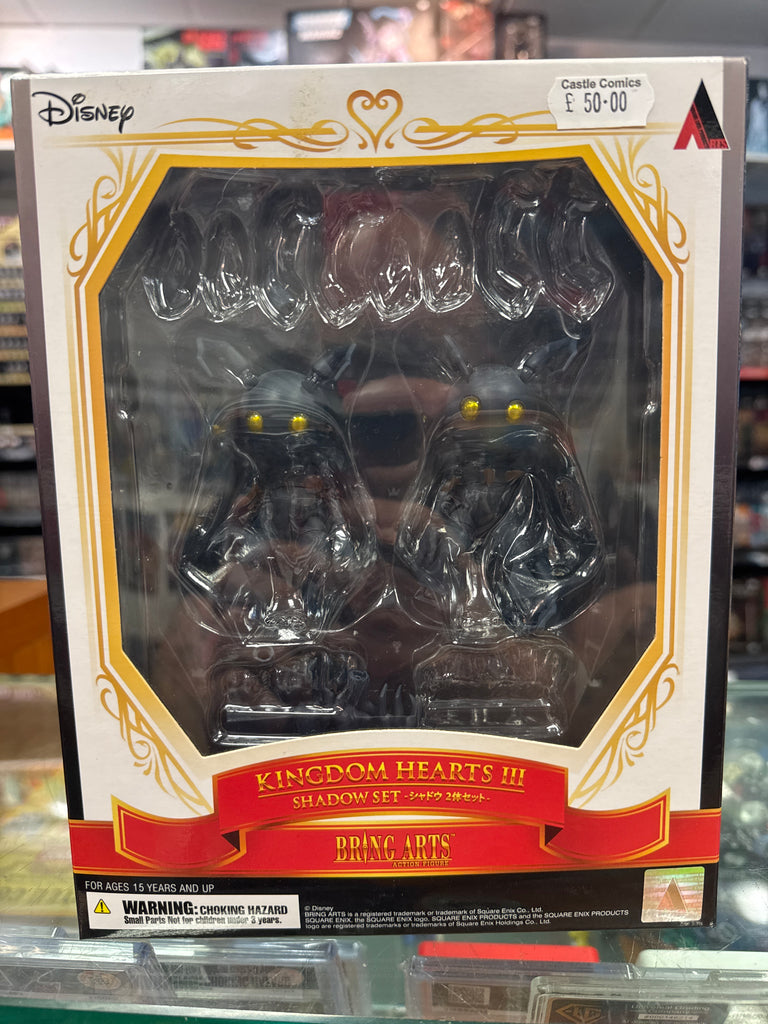 Disney
Castle Comics
£ 50.00
ARTS
KINGDOM HEARTS III
SHADOW SET -シャドウ 2体セット-
BRING ARTS™
ACTION FIGURE
FOR AGES 15 YEARS AND UP
WARNING: CHOKING HAZARD
Small Parts Not for children under 3 years.
© Disney
BRING ARTS is a registered trademark or trademark of Square Enix Co., Ltd.
SQUARE ENIX and the SQUARE ENIX logo, SQUARE ENIX PRODUCTS and the SQUARE ENIX PRODUCTS
logo are registered trademarks or trademarks of Square Enix Holdings Co., Ltd.